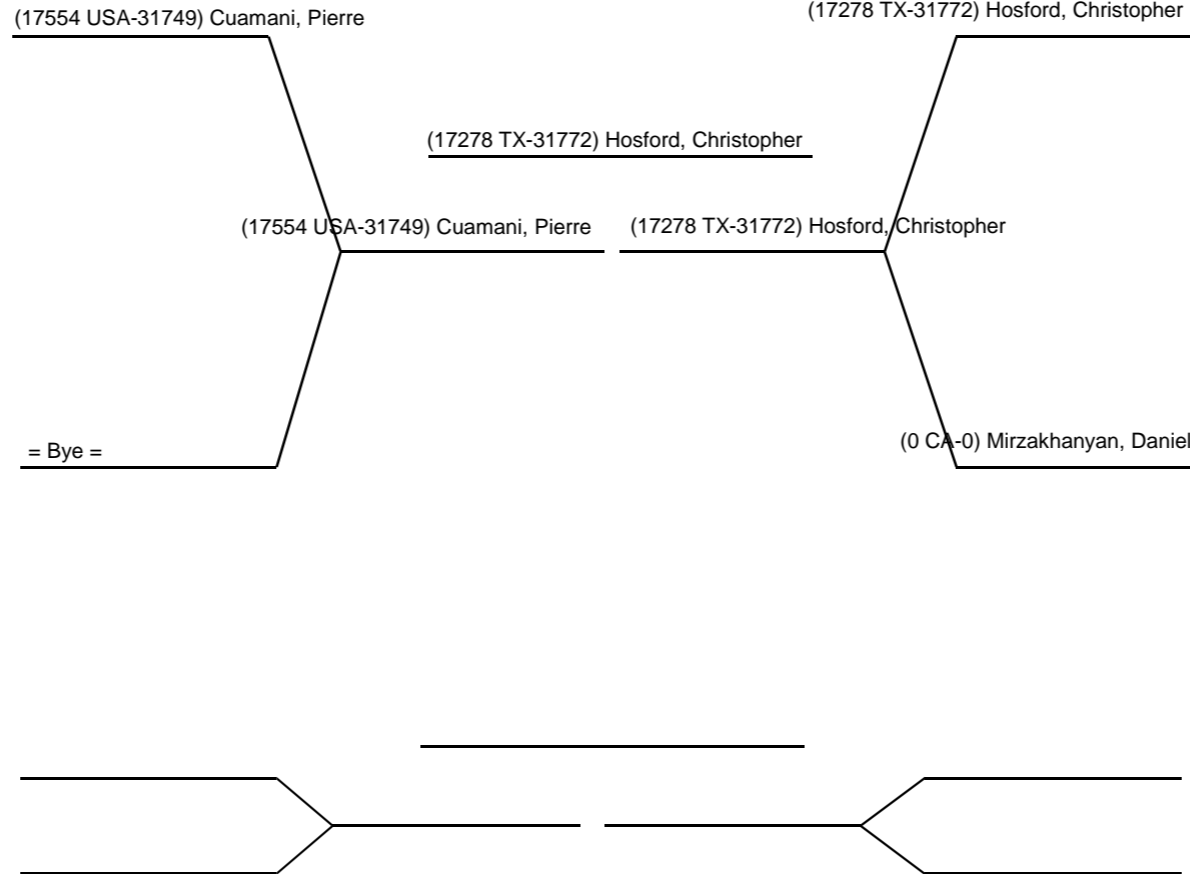 (17554 USA-31749) Cuamani, Pierre
(17278 TX-31772) Hosford, Christopher
(17278 TX-31772) Hosford, Christopher
(17554 USA-31749) Cuamani, Pierre
(17278 TX-31772) Hosford, Christopher
= Bye =
(0 CA-0) Mirzakhanyan, Daniel